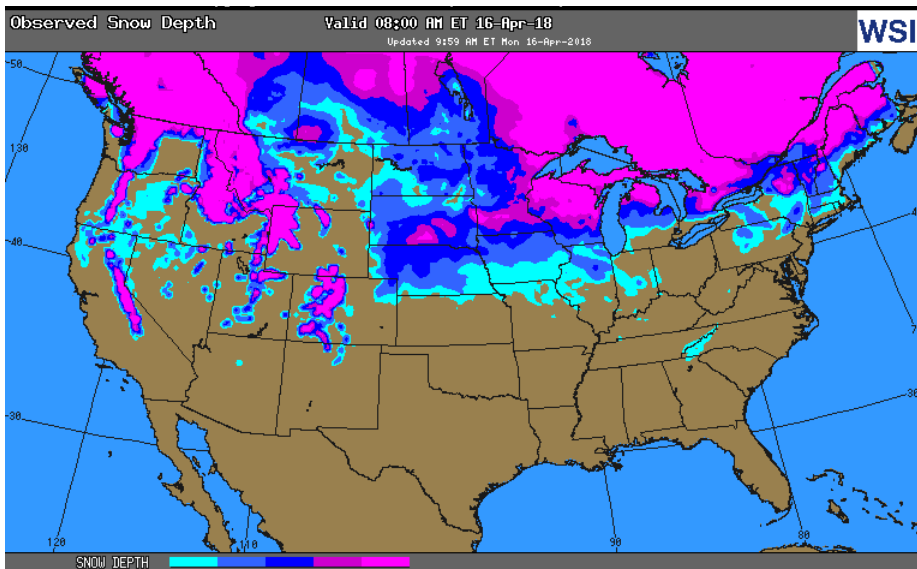 Observed Snow Depth
Valid 08:00 AM ET 16-Apr-18
Updated 9:59 AM ET Mon 16-Apr-2018
WSI
50
130
40
30
120
110
90
80
30
SNOW DEPTH